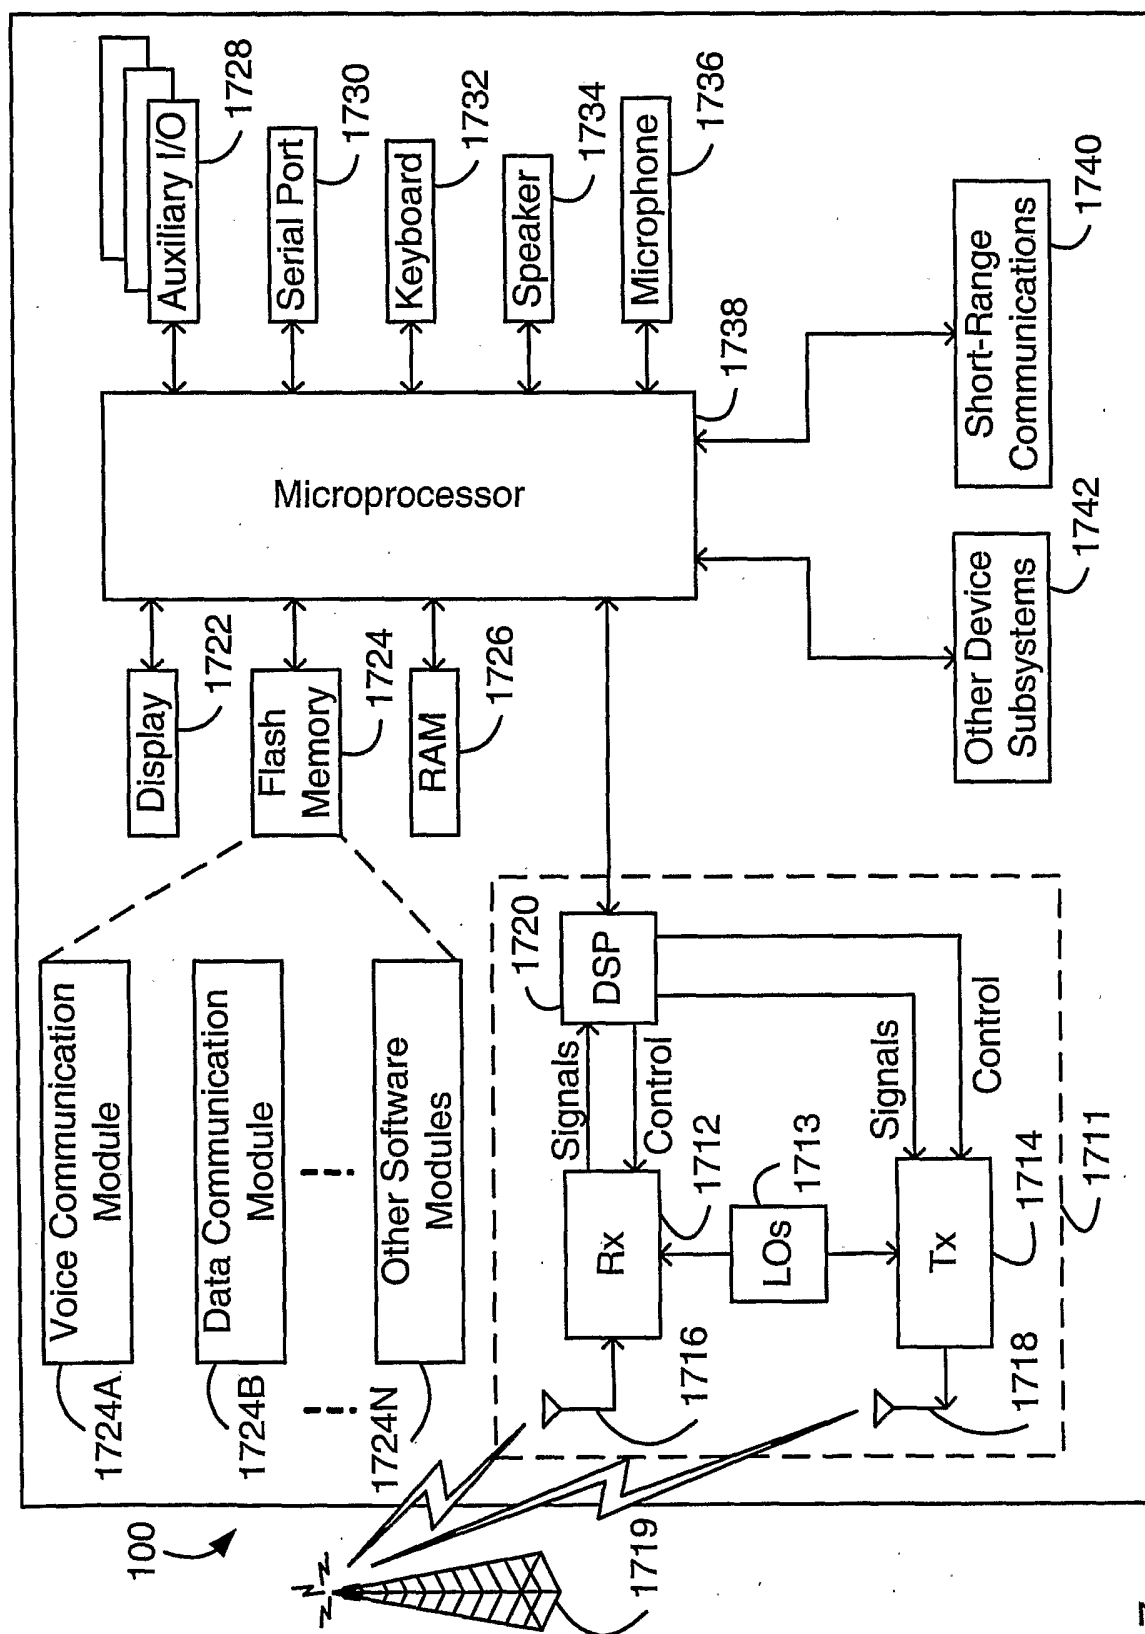 100
1719
1724A
Voice Communication
Module
1724B
Data Communication
Module
1724N
Other Software
Modules
Display
1722
Flash
Memory
1724
RAM
1726
Microprocessor
1738
Auxiliary I/O
1728
Serial Port
1730
Keyboard
1732
Speaker
1734
Microphone
1736
Short-Range
Communications
1740
Other Device
Subsystems
1742
1716
Rx
1712
Signals
Control
DSP
1720
LOs
1713
Signals
Control
Tx
1714
1718
1711